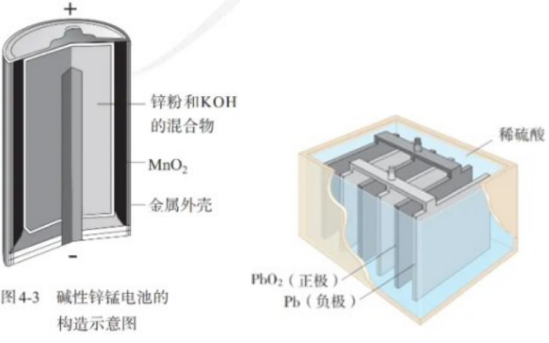 +
锌粉和KOH
的混合物
MnO₂
金属外壳
-
图4-3 碱性锌锰电池的
构造示意图
稀硫酸
PbO₂（正极）
Pb（负极）